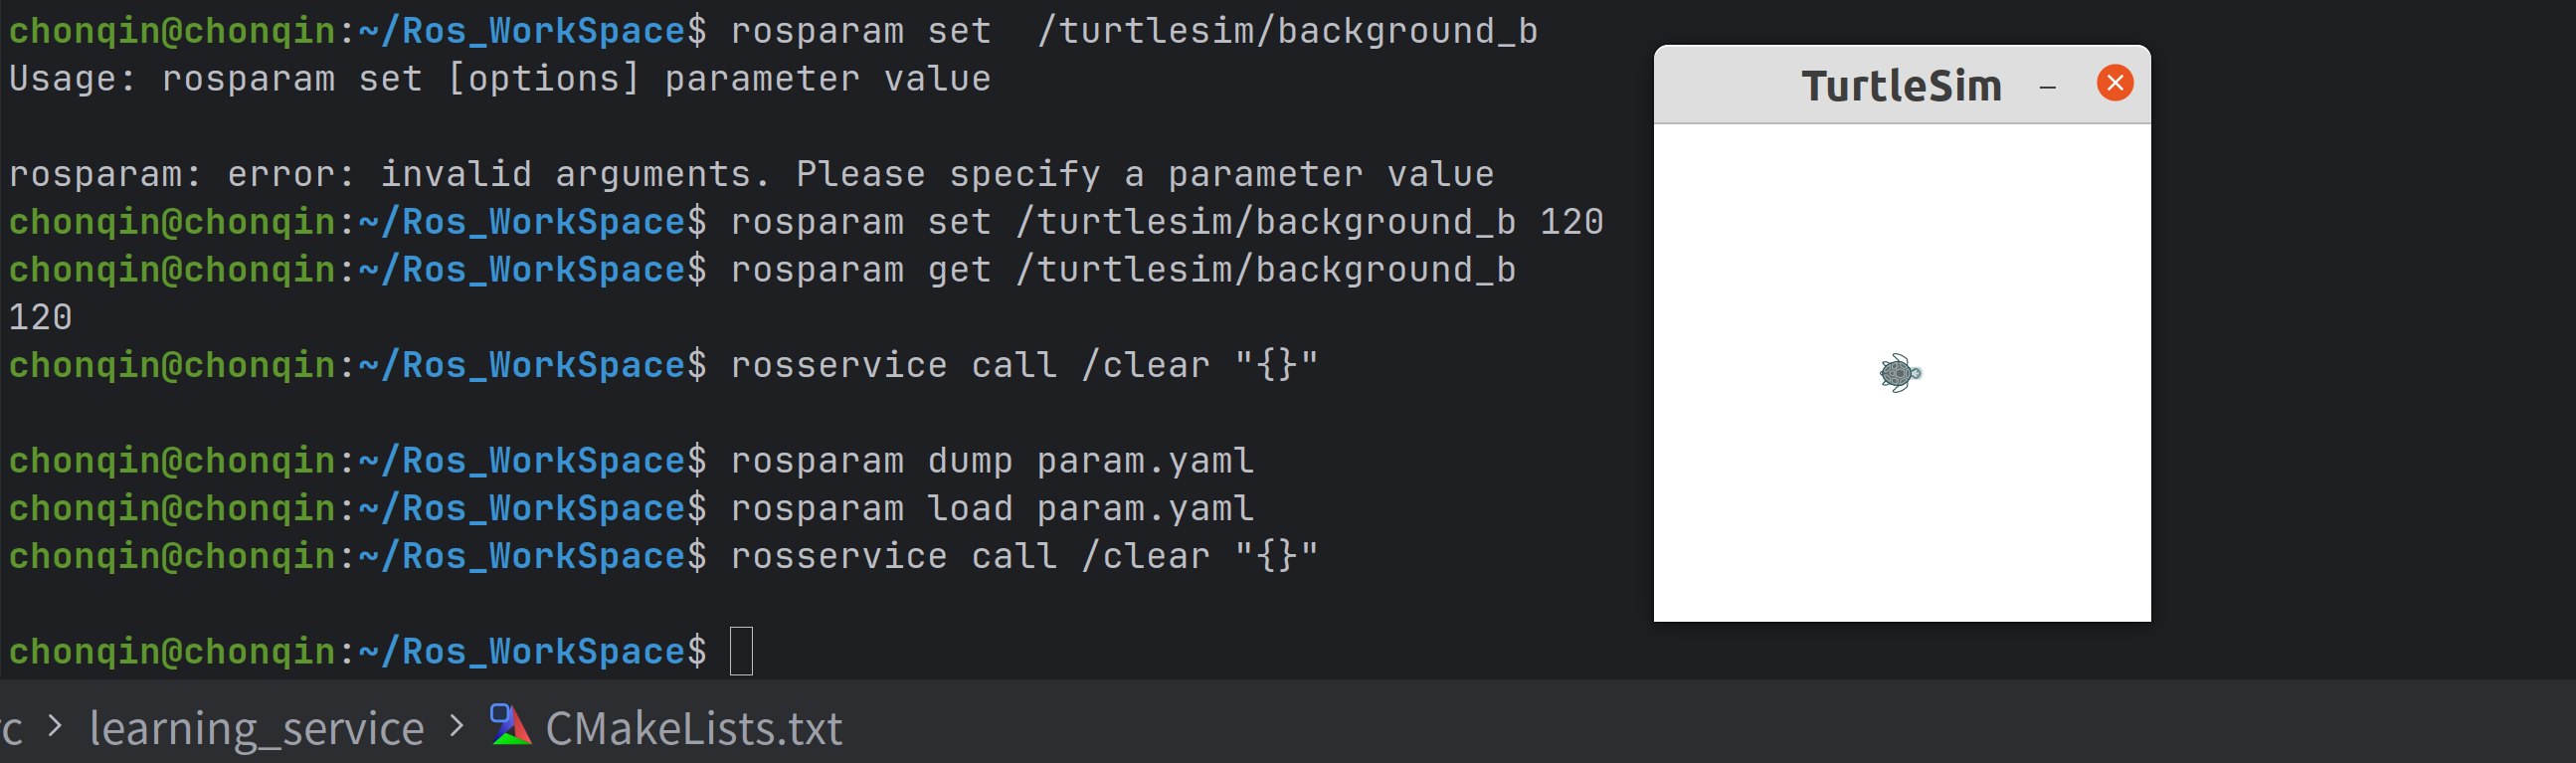 chonqin@chonqin:~/Ros_WorkSpace$ rosparam set  /turtlesim/background_b
Usage: rosparam set [options] parameter value
rosparam: error: invalid arguments. Please specify a parameter value
chonqin@chonqin:~/Ros_WorkSpace$ rosparam set /turtlesim/background_b 120
chonqin@chonqin:~/Ros_WorkSpace$ rosparam get /turtlesim/background_b
120
chonqin@chonqin:~/Ros_WorkSpace$ rosservice call /clear "{}"
chonqin@chonqin:~/Ros_WorkSpace$ rosparam dump param.yaml
chonqin@chonqin:~/Ros_WorkSpace$ rosparam load param.yaml
chonqin@chonqin:~/Ros_WorkSpace$ rosservice call /clear "{}"
chonqin@chonqin:~/Ros_WorkSpace$
TurtleSim
c > learning_service > CMakeLists.txt